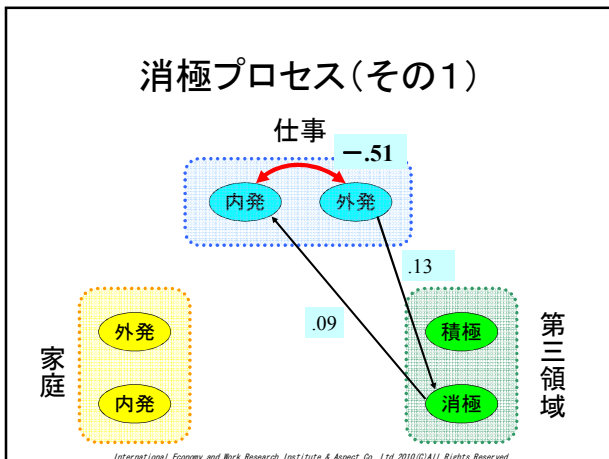 消極プロセス(その１)
仕事
－.51
内発
外発
.13
.09
外発
内発
家庭
積極
消極
第三領域
International Economy and Work Research Institute & Aspect Co.,Ltd 2010(C)All Rights Reserved